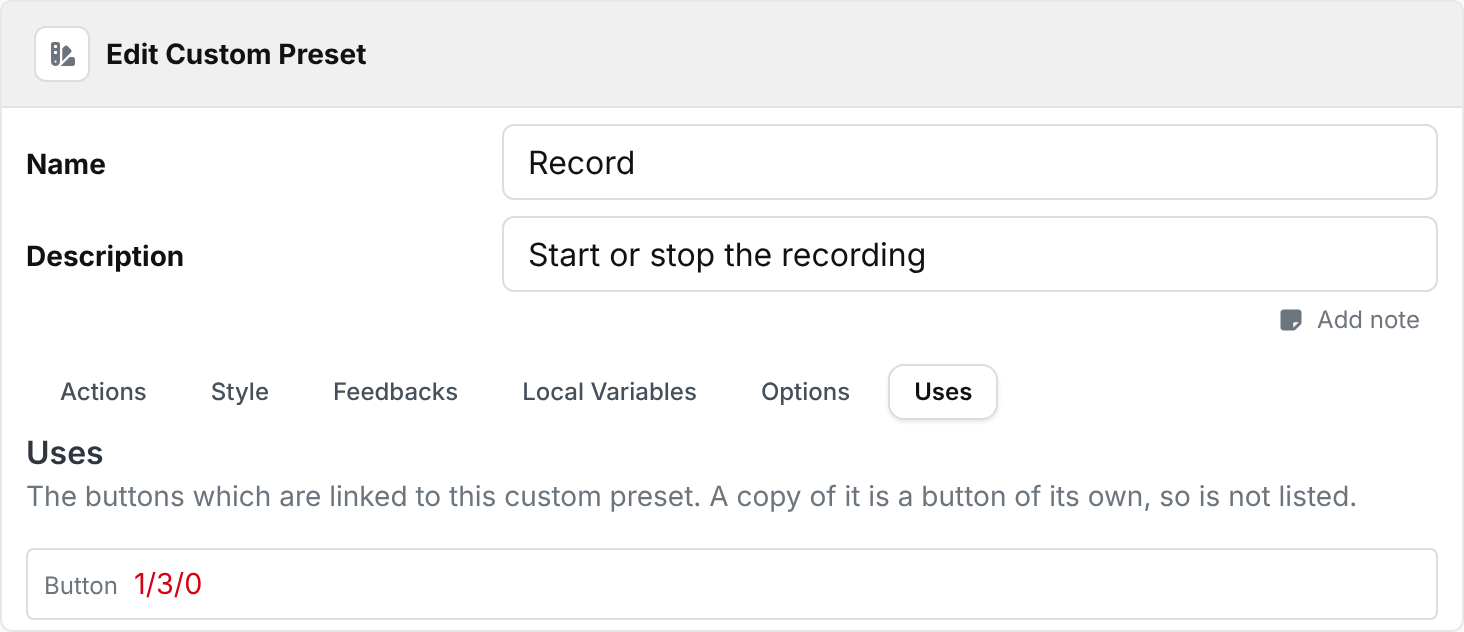 Edit Custom Preset
Name
Record
Description
Start or stop the recording
Add note
Actions Style Feedbacks Local Variables Options Uses
Uses
The buttons which are linked to this custom preset. A copy of it is a button of its own, so is not listed.
Button 1/3/0